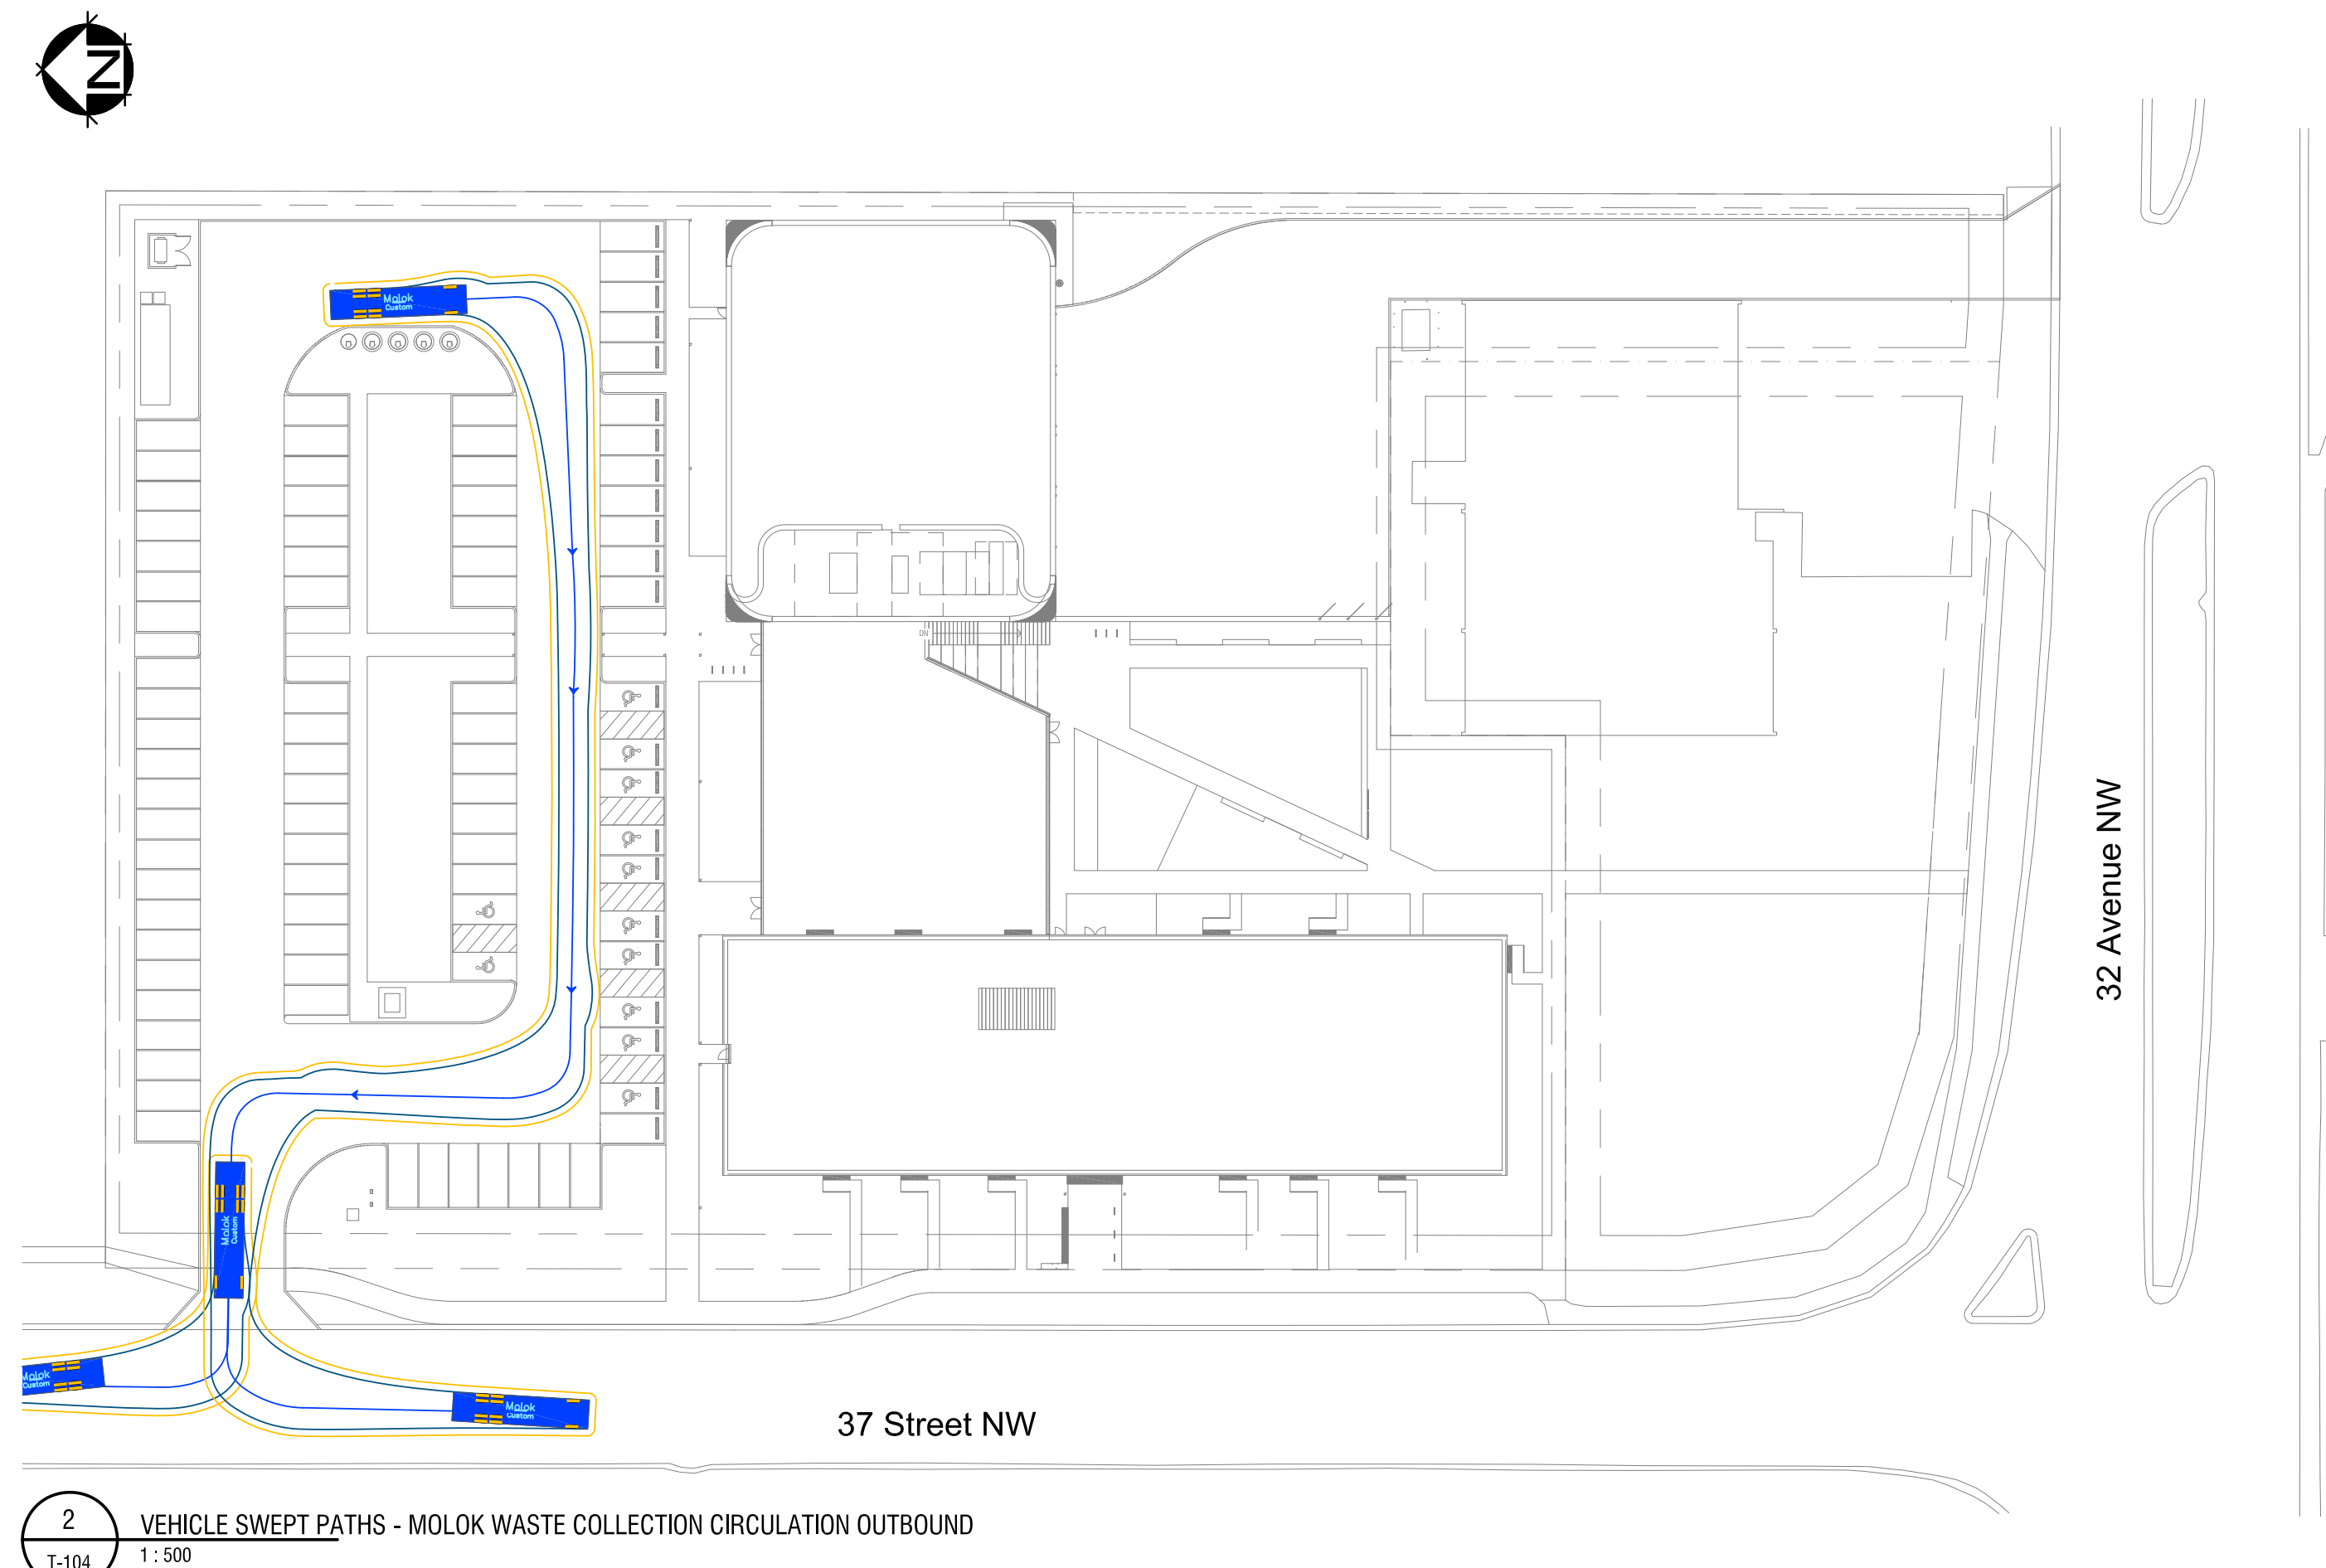 N
Molok
Custom
DN
32 Avenue NW
Molok
Custom
Molok
Custom
Molok
Custom
37 Street NW
2
T-104
VEHICLE SWEPT PATHS - MOLOK WASTE COLLECTION CIRCULATION OUTBOUND
1 : 500